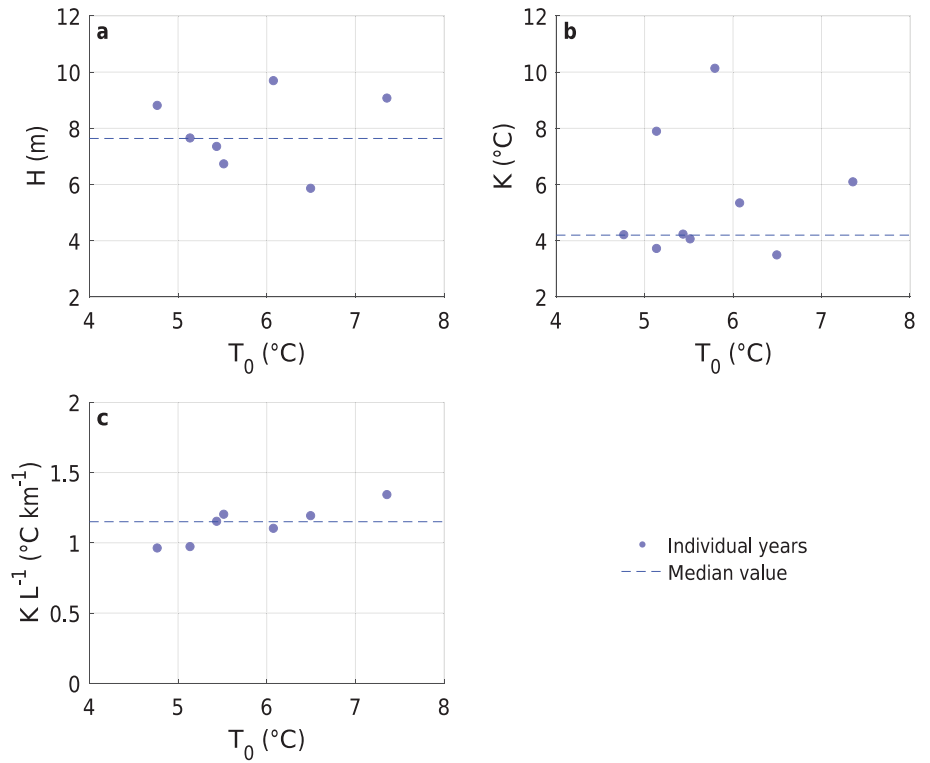 a
12
10
8
6
4
2
H (m)
4 5 6 7 8
T0 (°C)
b
12
10
8
6
4
2
K (°C)
4 5 6 7 8
T0 (°C)
c
2
1.5
1
0.5
0
K L-1 (°C km-1)
4 5 6 7 8
T0 (°C)
Individual years
Median value